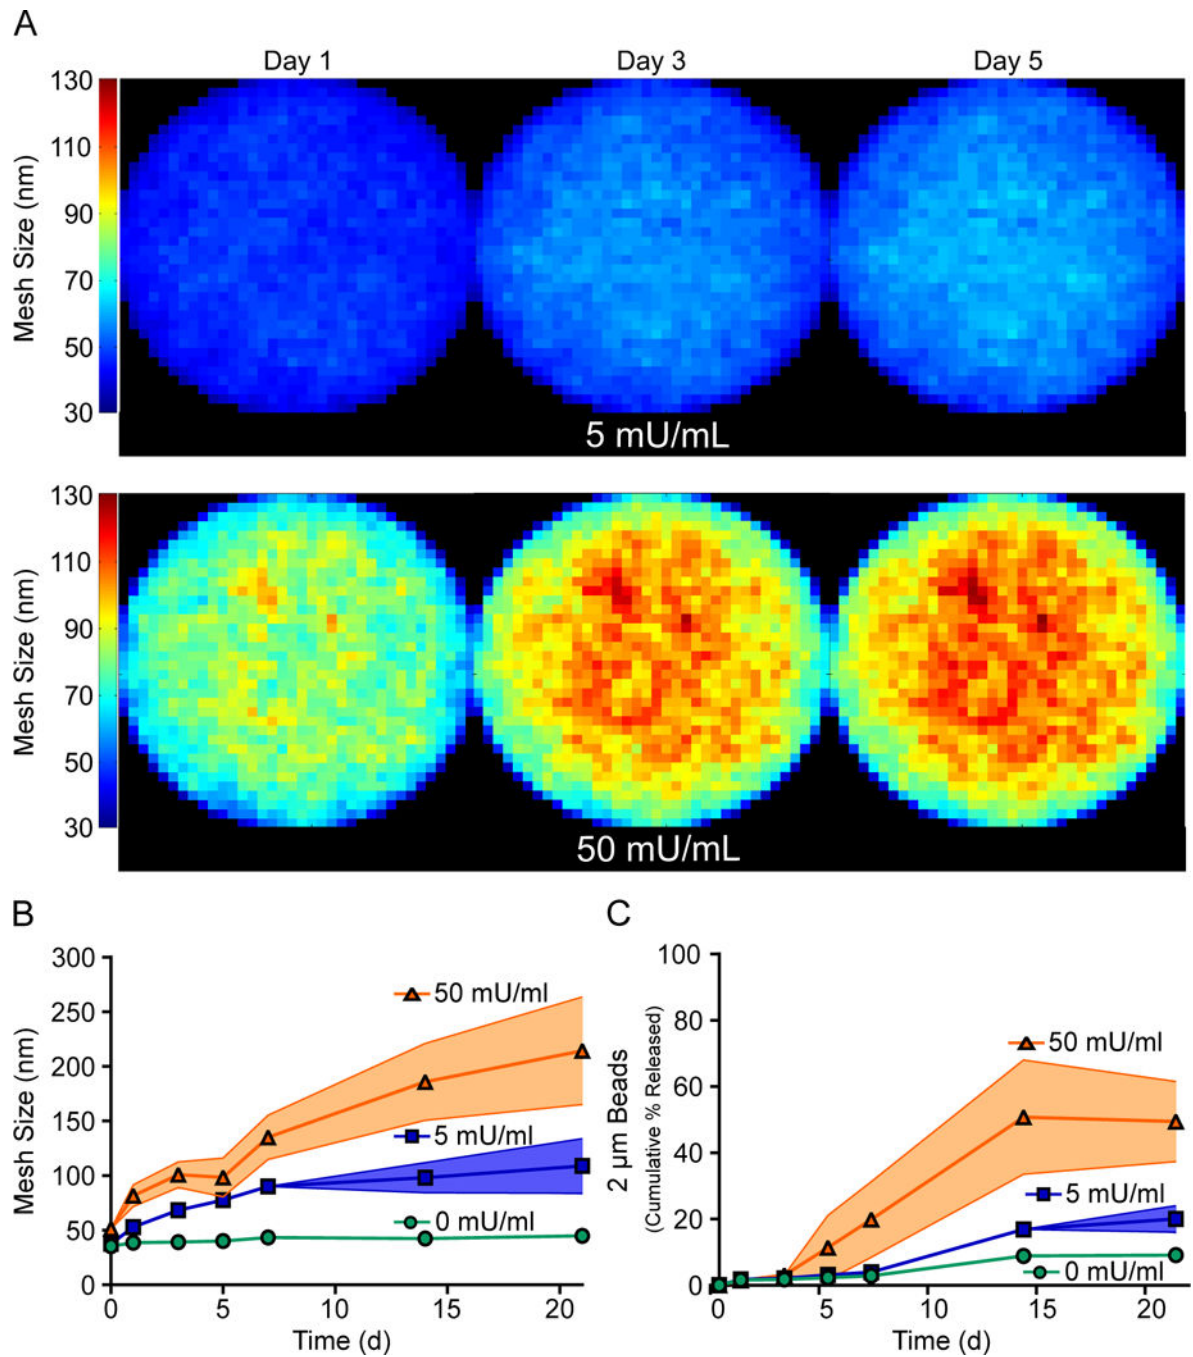 A
Day 1 Day 3 Day 5
130
110
90
70
50
30
Mesh Size (nm)
5 mU/mL
130
110
90
70
50
30
Mesh Size (nm)
50 mU/mL
B
300
250
200
150
100
50
0
Mesh Size (nm)
50 mU/ml
5 mU/ml
0 mU/ml
0 5 10 15 20
Time (d)
C
100
80
60
40
20
0
2 µm Beads
(Cumulative % Released)
50 mU/ml
5 mU/ml
0 mU/ml
0 5 10 15 20
Time (d)